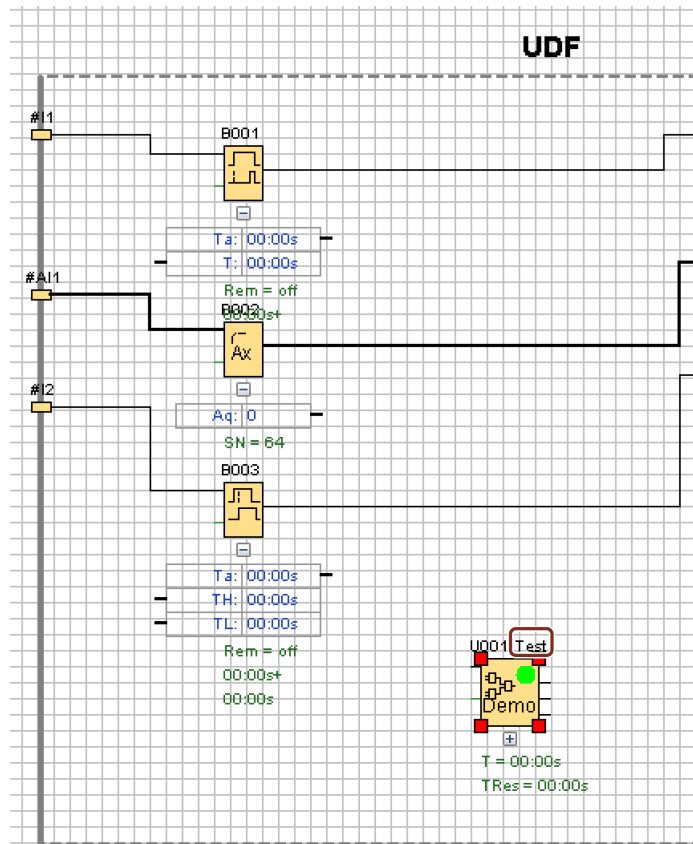 UDF
#I1
B001
Ta: 00:00s
T: 00:00s
Rem = off
00:00s+
#AI1
B002
Ax
Aq: 0
SN = 64
#I2
B003
Ta: 00:00s
TH: 00:00s
TL: 00:00s
Rem = off
00:00s+
00:00s
U001 Test
Demo
T = 00:00s
TRes = 00:00s